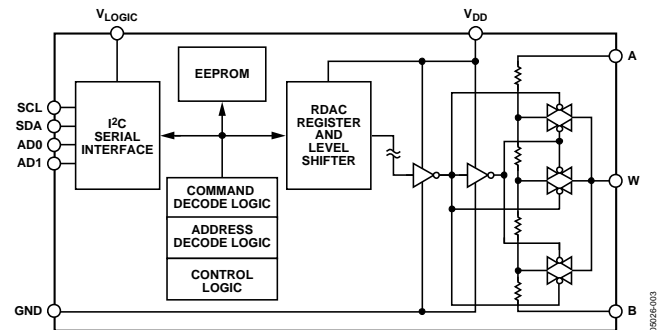 VLOGIC
VDD
A
EEPROM
RDAC
REGISTER
AND
LEVEL
SHIFTER
SCL
SDA
AD0
AD1
I2C
SERIAL
INTERFACE
W
COMMAND
DECODE LOGIC
ADDRESS
DECODE LOGIC
CONTROL
LOGIC
GND
B
05026-003